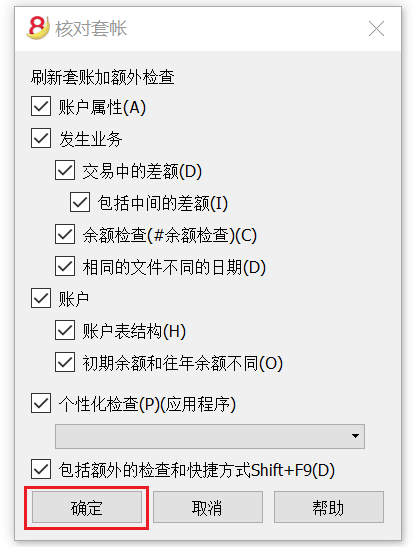 核对套帐
刷新套账加额外检查
账户属性(A)
发生业务
交易中的差额(D)
包括中间的差额(I)
余额检查(#余额检查)(C)
相同的文件不同的日期(D)
账户
账户表结构(H)
初期余额和往年余额不同(O)
个性化检查(P)(应用程序)
包括额外的检查和快捷方式Shift+F9(D)
确定 取消 帮助